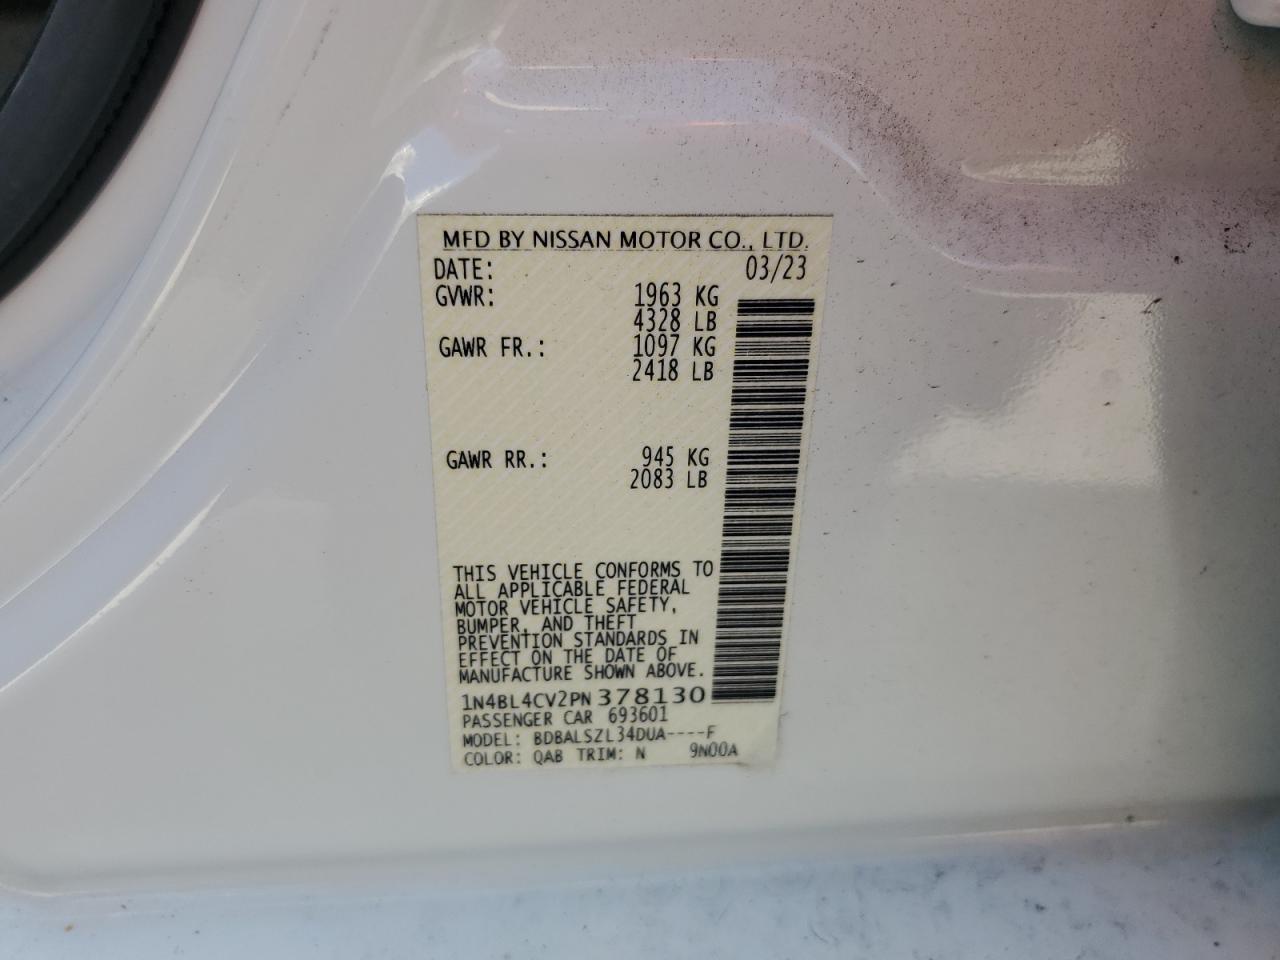 MFD BY NISSAN MOTOR CO., LTD.
DATE: 03/23
GVWR: 1963 KG
4328 LB
GAWR FR.: 1097 KG
2418 LB
GAWR RR.: 945 KG
2083 LB
THIS VEHICLE CONFORMS TO
ALL APPLICABLE FEDERAL
MOTOR VEHICLE SAFETY,
BUMPER, AND THEFT
PREVENTION STANDARDS IN
EFFECT ON THE DATE OF
MANUFACTURE SHOWN ABOVE.
1N4BL4CV2PN378130
PASSENGER CAR 693601
MODEL: BDBALSZL34DUA----F
COLOR: QAB TRIM: N 9N00A